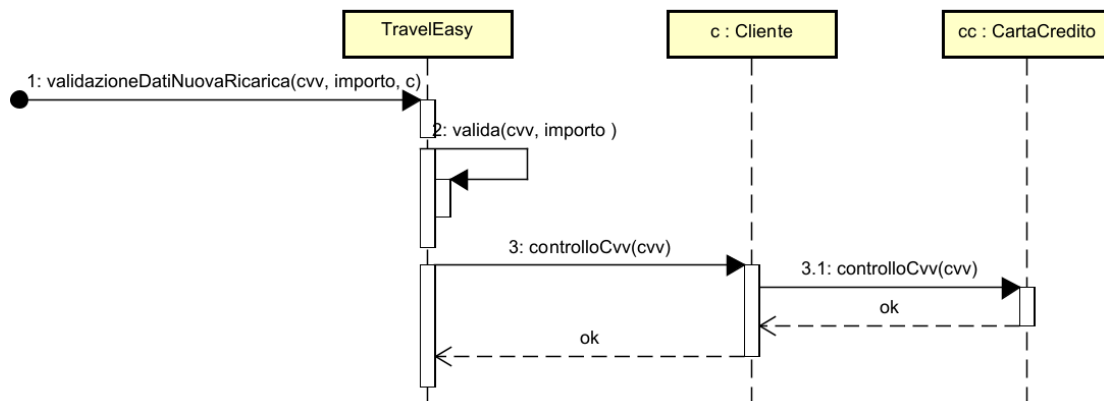 TravelEasy
c : Cliente
cc : CartaCredito
1: validazioneDatiNuovaRicarica(cvv, importo, c)
2: valida(cvv, importo )
3: controlloCvv(cvv)
3.1: controlloCvv(cvv)
ok
ok